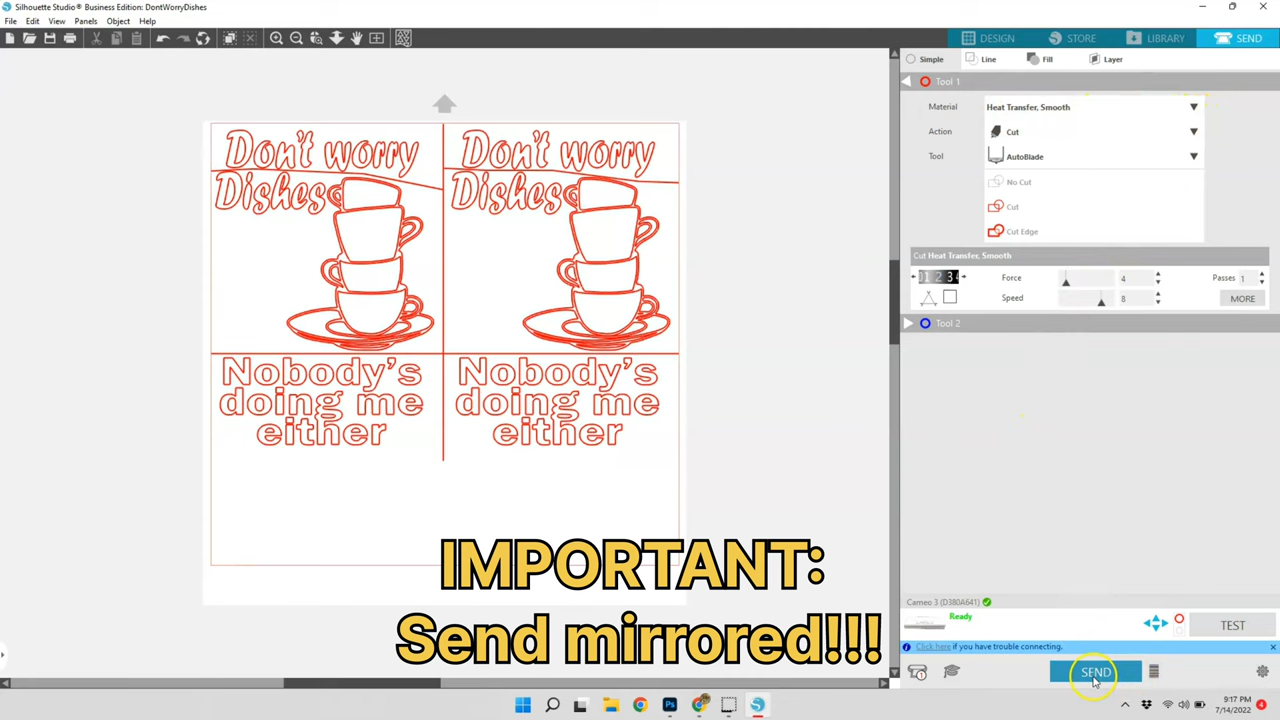 Silhouette Studio® Business Edition: DontWorryDishes
File Edit View Panels Object Help
DESIGN STORE LIBRARY SEND
Simple Line Fill Layer
Tool 1
Material Heat Transfer, Smooth
Action Cut
Tool AutoBlade
No Cut
Cut
Cut Edge
Cut Heat Transfer, Smooth
Force 4 Passes 1
Speed 8 MORE
Tool 2
Don't worry Don't worry
Dishes Dishes
Nobody's Nobody's
doing me doing me
either either
IMPORTANT:
Send mirrored!!!
Cameo 3 (D380A641)
Ready
TEST
Click here if you have trouble connecting.
SEND
9:17 PM
7/14/2022